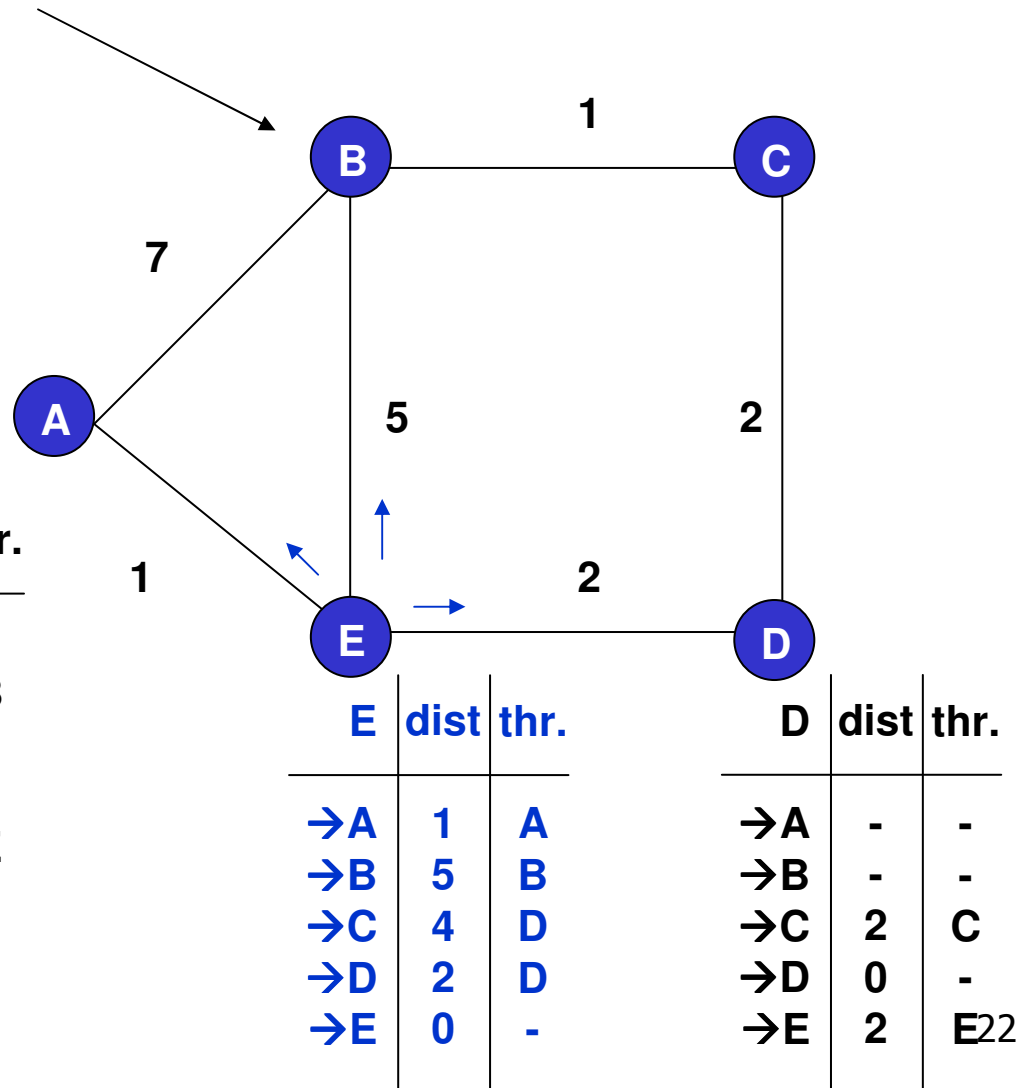 1
B
C
7
A
5
2
r.
1
2
E
D
E dist thr.
D dist thr.
→A 1 A
→A - -
→B 5 B
→B - -
→C 4 D
→C 2 C
→D 2 D
→D 0 -
→E 0 -
→E 2 E
22